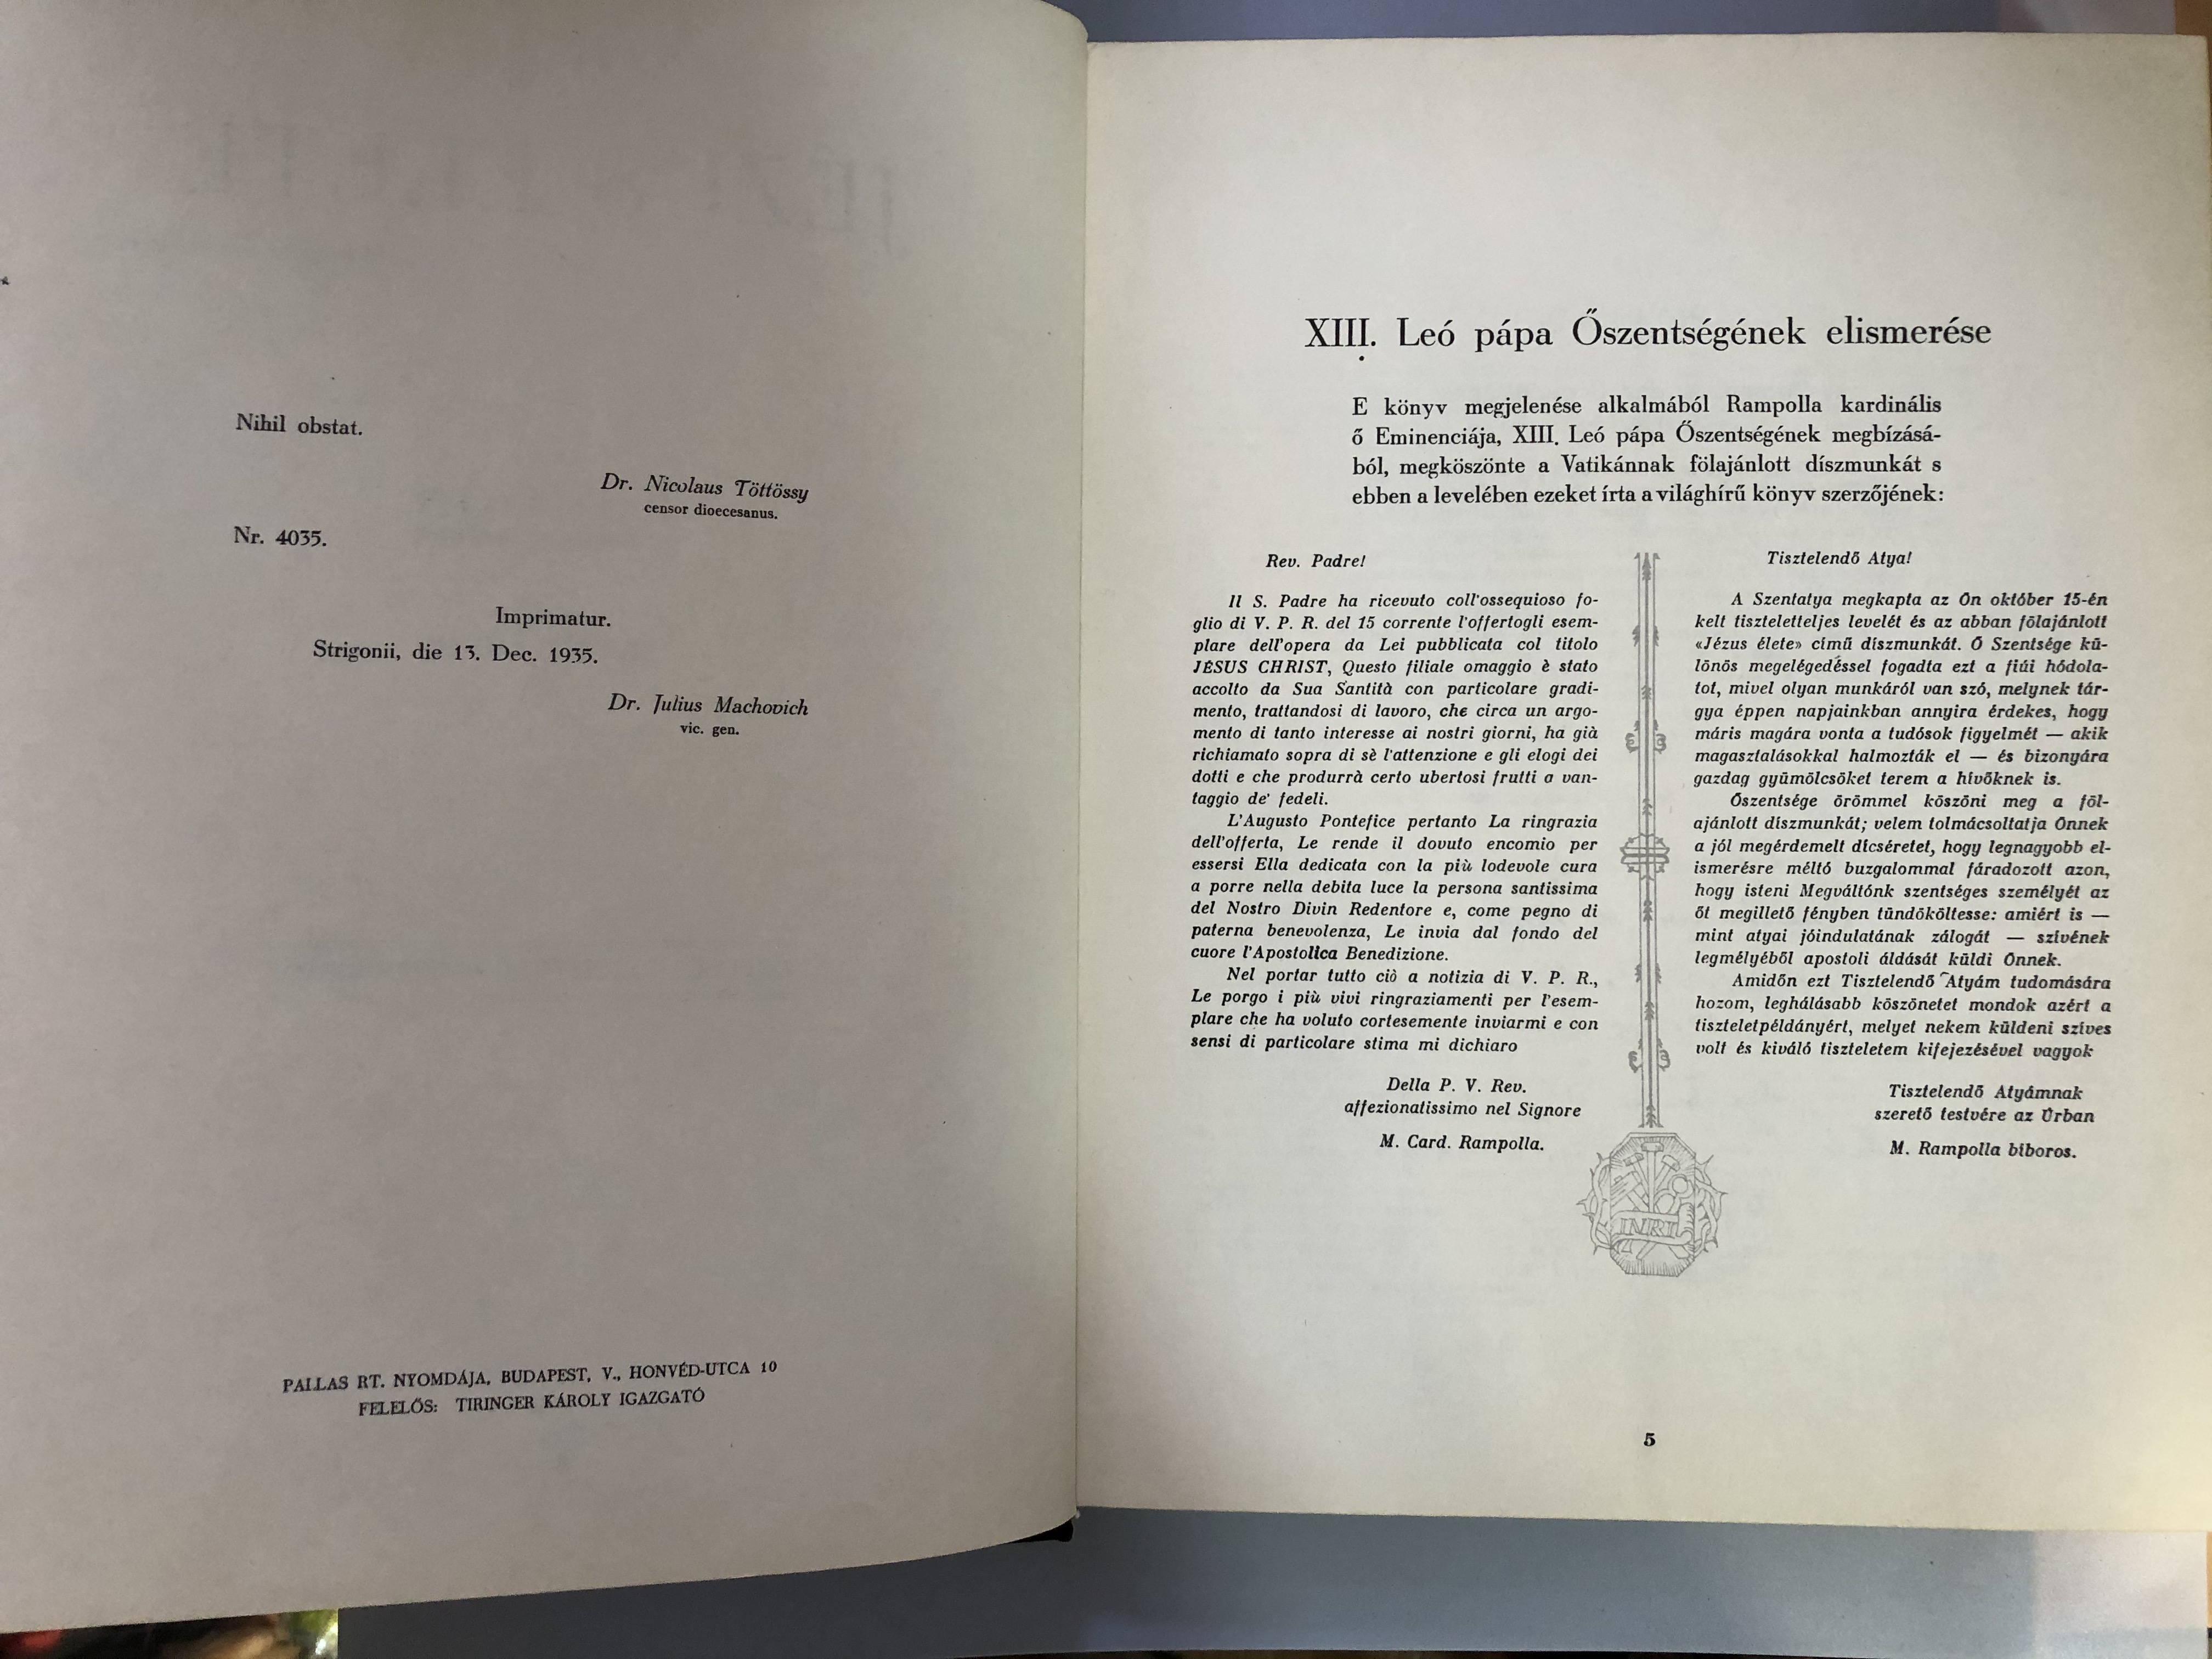 Nihil obstat.
Dr. Nicolaus Töttössy
censor dioecesanus.
Nr. 4035.
Imprimatur.
Strigonii, die 13. Dec. 1935.
Dr. Julius Machovich
vic. gen.
PALLAS RT. NYOMDÁJA, BUDAPEST, V., HONVÉD-UTCA 10
FELELŐS: TIRINGER KÁROLY IGAZGATÓ
XIII. Leó pápa Őszentségének elismerése
E könyv megjelenése alkalmából Rampolla kardinális
ő Eminenciája, XIII. Leó pápa Őszentségének megbízásá-
ból, megköszönte a Vatikánnak fölajánlott díszmunkát s
ebben a levelében ezeket írta a világhírű könyv szerzőjének:
Rev. Padre!
Il S. Padre ha ricevuto coll'ossequioso fo-
glio di V. P. R. del 15 corrente l'offertogli esem-
plare dell'opera da Lei pubblicata col titolo
JÉSUS CHRIST, Questo filiale omaggio è stato
accolto da Sua Santità con particolare gradi-
mento, trattandosi di lavoro, che circa un argo-
mento di tanto interesse ai nostri giorni, ha già
richiamato sopra di sè l'attenzione e gli elogi dei
dotti e che produrrà certo ubertosi frutti a van-
taggio de' fedeli.
L'Augusto Pontefice pertanto La ringrazia
dell'offerta, Le rende il dovuto encomio per
essersi Ella dedicata con la più lodevole cura
a porre nella debita luce la persona santissima
del Nostro Divin Redentore e, come pegno di
paterna benevolenza, Le invia dal fondo del
cuore l'Apostolica Benedizione.
Nel portar tutto ciò a notizia di V. P. R.,
Le porgo i più vivi ringraziamenti per l'esem-
plare che ha voluto cortesemente inviarmi e con
sensi di particolare stima mi dichiaro
Della P. V. Rev.
affezionatissimo nel Signore
M. Card. Rampolla.
Tisztelendő Atya!
A Szentatya megkapta az Ön október 15-én
kelt tiszteletteljes levelét és az abban fölajánlott
«Jézus élete» című díszmunkát. Ő Szentsége kü-
lönös megelégedéssel fogadta ezt a fiúi hódola-
tot, mivel olyan munkáról van szó, melynek tár-
gya éppen napjainkban annyira érdekes, hogy
máris magára vonta a tudósok figyelmét — akik
magasztalásokkal halmozták el — és bizonyára
gazdag gyümölcsöket terem a hívőknek is.
Őszentsége örömmel köszöni meg a föl-
ajánlott díszmunkát; velem tolmácsoltatja Önnek
a jól megérdemelt dícséretet, hogy legnagyobb el-
ismerésre méltó buzgalommal fáradozott azon,
hogy isteni Megváltónk szentséges személyét az
őt megillető fényben tündököltesse: amiért is —
mint atyai jóindulatának zálogát — szívének
legmélyéből apostoli áldását küldi Önnek.
Amidőn ezt Tisztelendő Atyám tudomására
hozom, leghálásabb köszönetet mondok azért a
tiszteletpéldányért, melyet nekem küldeni szíves
volt és kiváló tiszteletem kifejezésével vagyok
Tisztelendő Atyámnak
szerető testvére az Úrban
M. Rampolla bíboros.
INRI
5